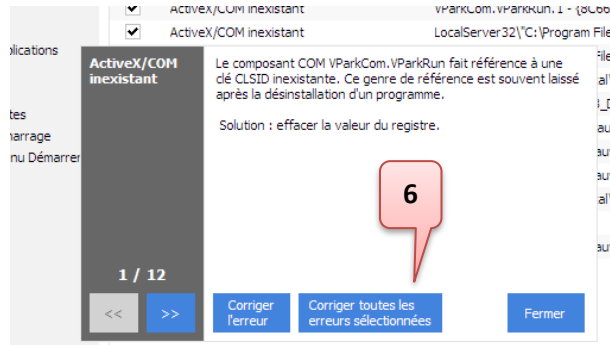 ActiveX/COM inexistant VParkCom.VParkRun.1 - {8C66
ActiveX/COM inexistant LocalServer32\"C:\Program File
plications
tes
narrage
nu Démarrer
ActiveX/COM
inexistant
Le composant COM VParkCom.VParkRun fait référence à une
clé CLSID inexistante. Ce genre de référence est souvent laissé
après la désinstallation d'un programme.
Solution : effacer la valeur du registre.
6
1 / 12
<< >>
Corriger
l'erreur
Corriger toutes les
erreurs sélectionnées
Fermer